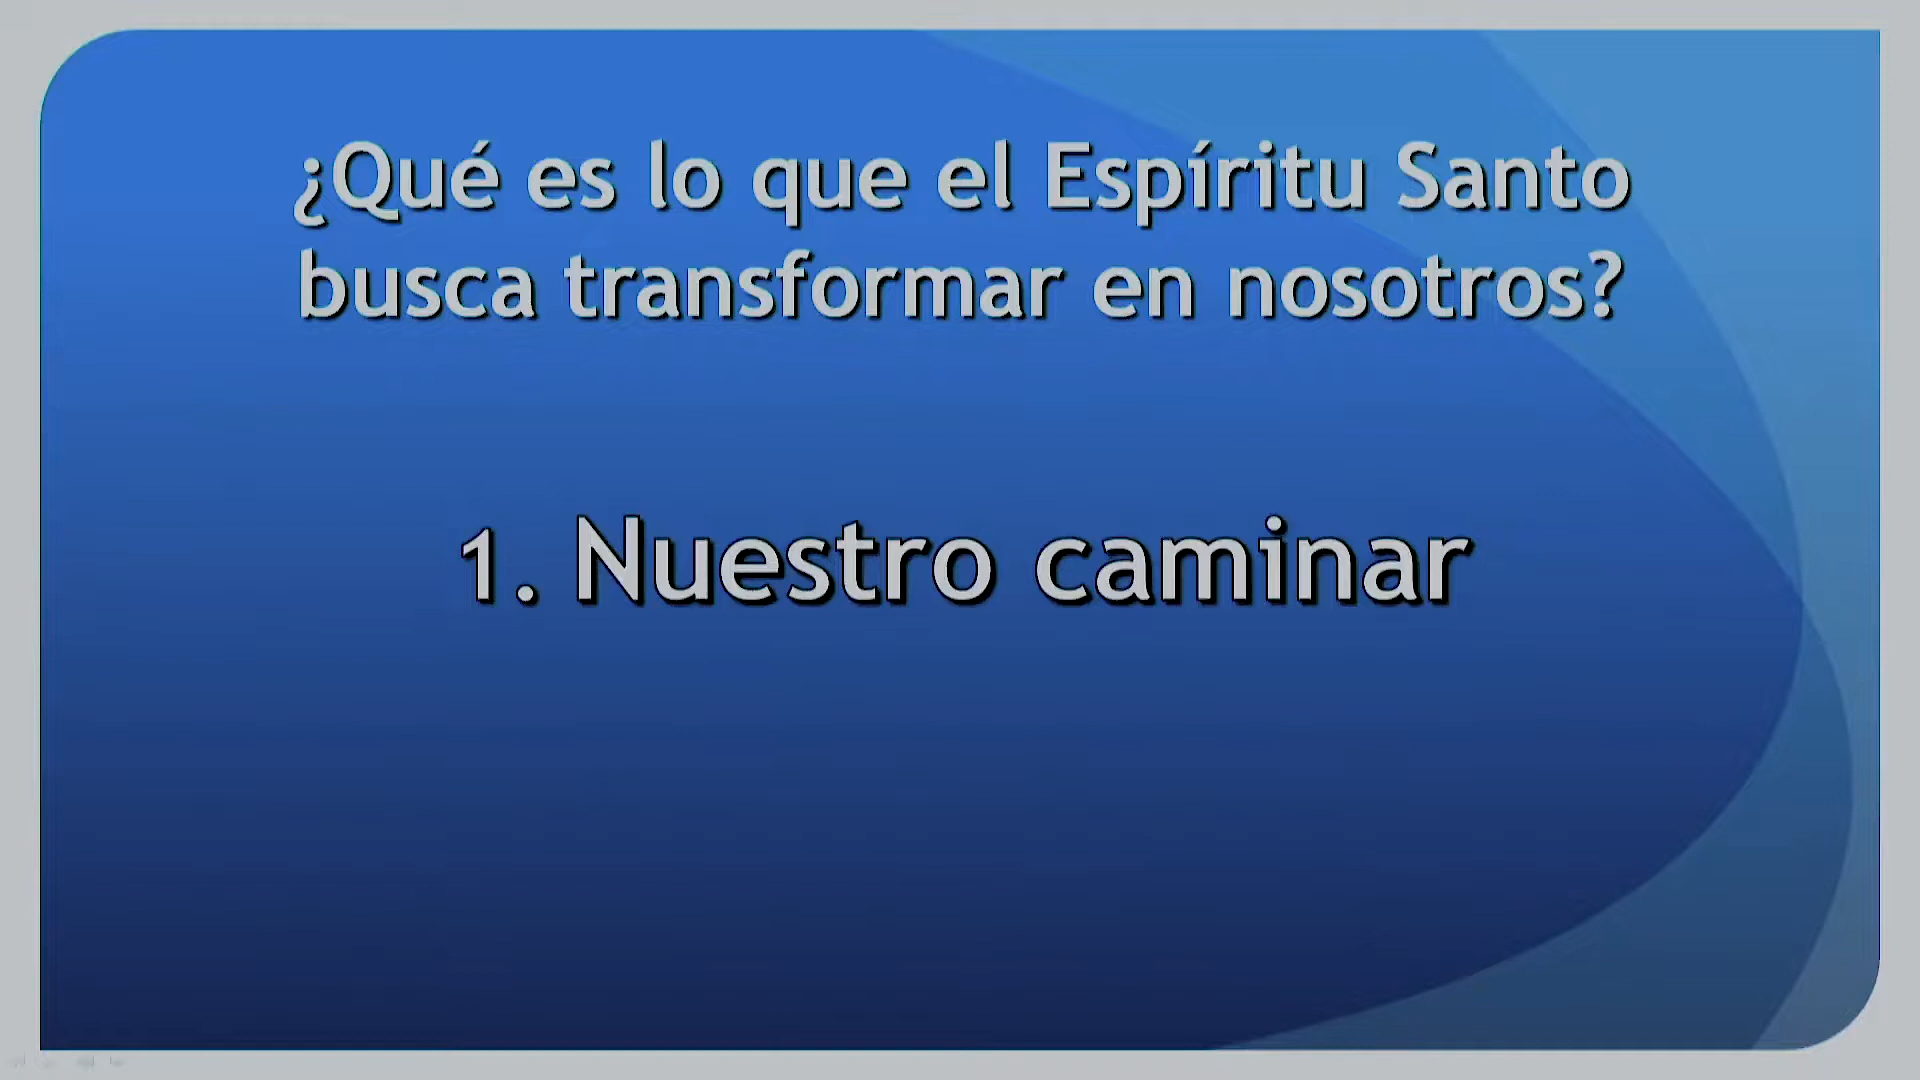 ¿Qué es lo que el Espíritu Santo
busca transformar en nosotros?
1. Nuestro caminar